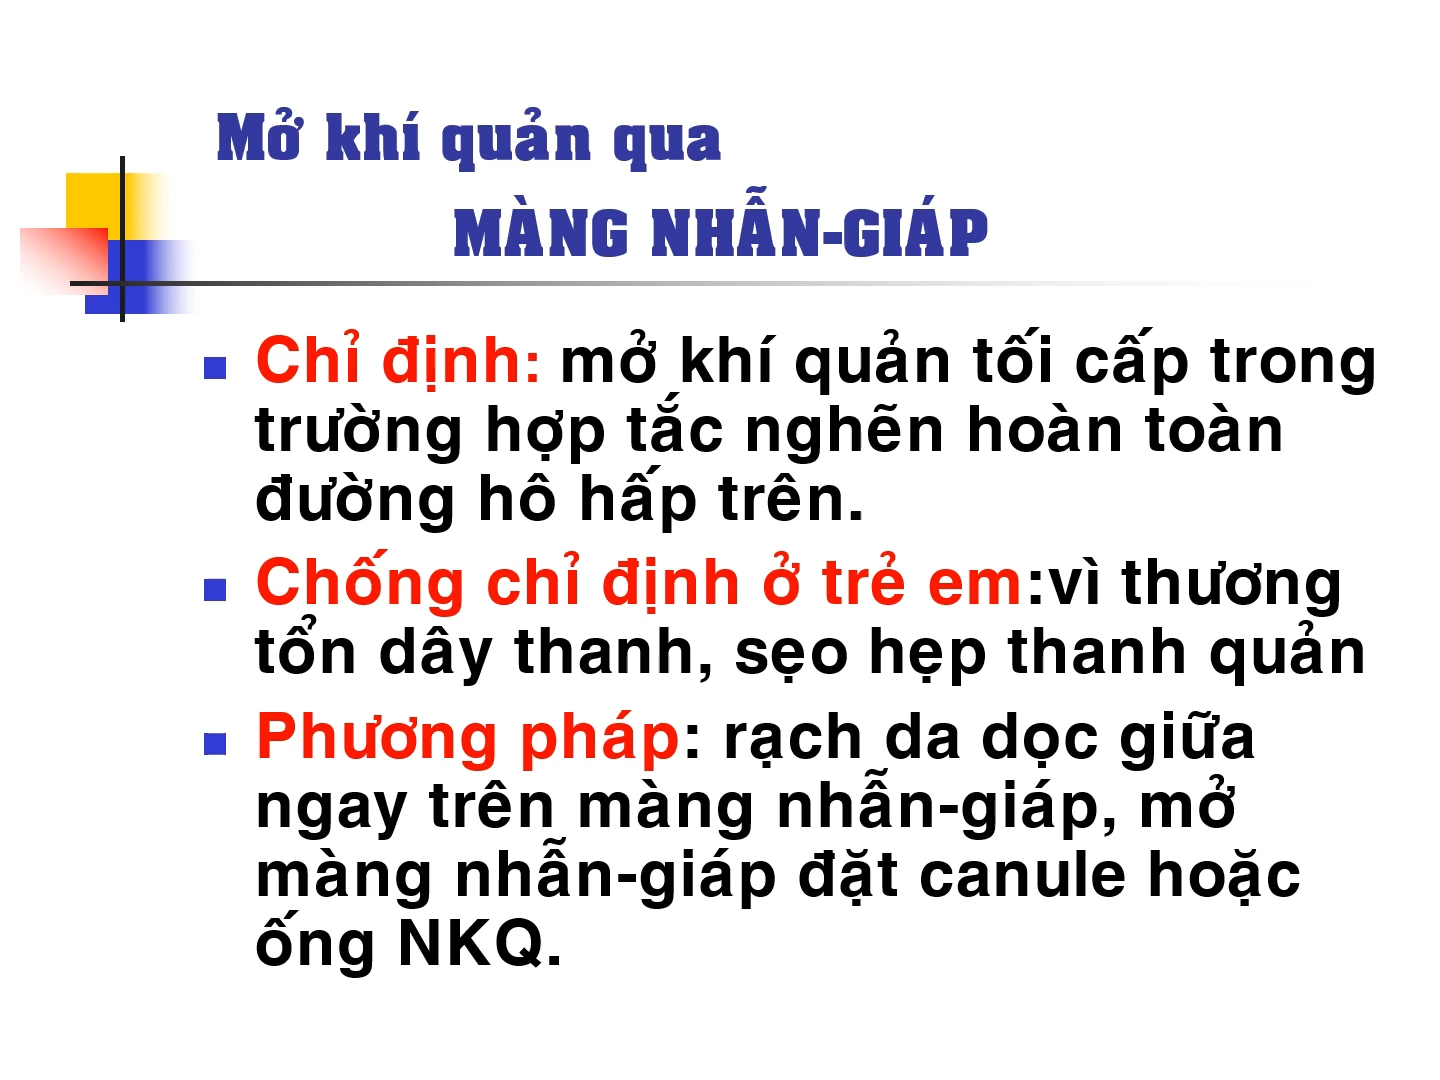 Mở khí quản qua
MÀNG NHẪN-GIÁP
Chỉ định: mở khí quản tối cấp trong
trường hợp tắc nghẽn hoàn toàn
đường hô hấp trên.
Chống chỉ định ở trẻ em:vì thương
tổn dây thanh, sẹo hẹp thanh quản
Phương pháp: rạch da dọc giữa
ngay trên màng nhẫn-giáp, mở
màng nhẫn-giáp đặt canule hoặc
ống NKQ.